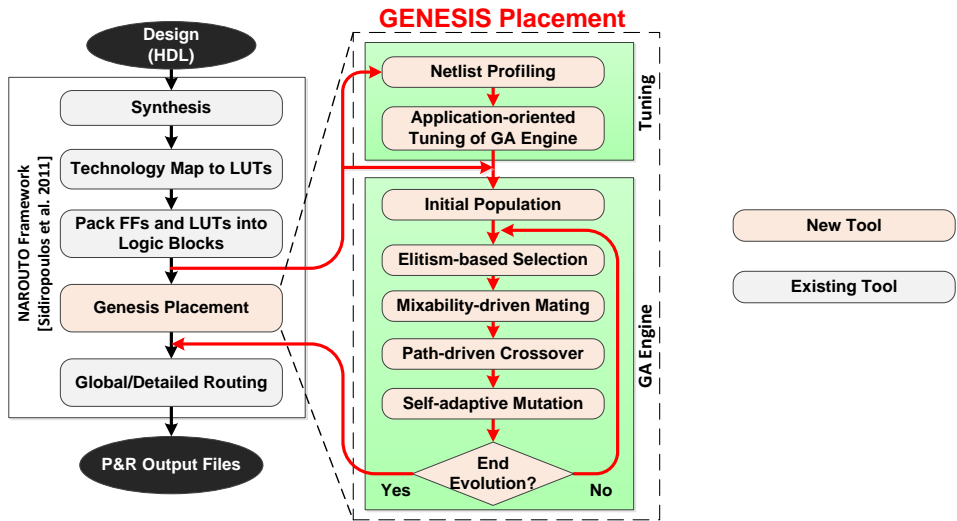 GENESIS Placement
Design
(HDL)
NAROUTO Framework
[Sidiropoulos et al. 2011]
Synthesis
Technology Map to LUTs
Pack FFs and LUTs into
Logic Blocks
Genesis Placement
Global/Detailed Routing
P&R Output Files
Netlist Profiling
Application-oriented
Tuning of GA Engine
Tuning
Initial Population
Elitism-based Selection
Mixability-driven Mating
Path-driven Crossover
Self-adaptive Mutation
End
Evolution?
Yes
No
GA Engine
New Tool
Existing Tool